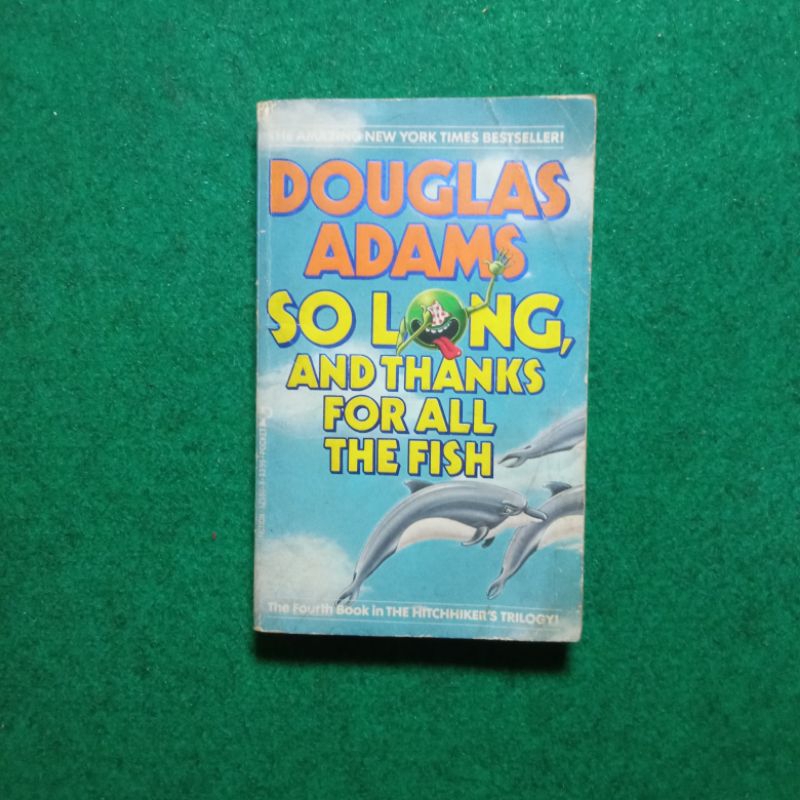 THE AMAZING NEW YORK TIMES BESTSELLER!
DOUGLAS
ADAMS
SO LONG,
AND THANKS
FOR ALL
THE FISH
The Fourth Book in THE HITCHHIKER'S TRILOGY!